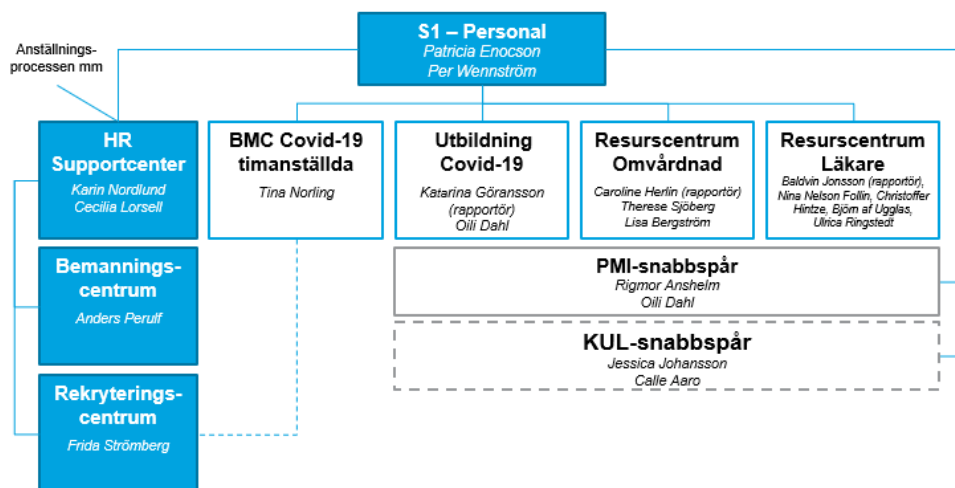 S1 – Personal
Patricia Enocson
Per Wennström
Anställnings-
processen mm
HR
Supportcenter
Karin Nordlund
Cecilia Lorsell
BMC Covid-19
timanställda
Tina Norling
Utbildning
Covid-19
Katarina Göransson
(rapportör)
Oili Dahl
Resurscentrum
Omvårdnad
Caroline Herlin (rapportör)
Therese Sjöberg
Lisa Bergström
Resurscentrum
Läkare
Baldvin Jonsson (rapportör),
Nina Nelson Follin, Christoffer
Hintze, Björn af Ugglas,
Ulrica Ringstedt
Bemannings-
centrum
Anders Perulf
PMI-snabbspår
Rigmor Anshelm
Oili Dahl
KUL-snabbspår
Jessica Johansson
Calle Aaro
Rekryterings-
centrum
Frida Strömberg